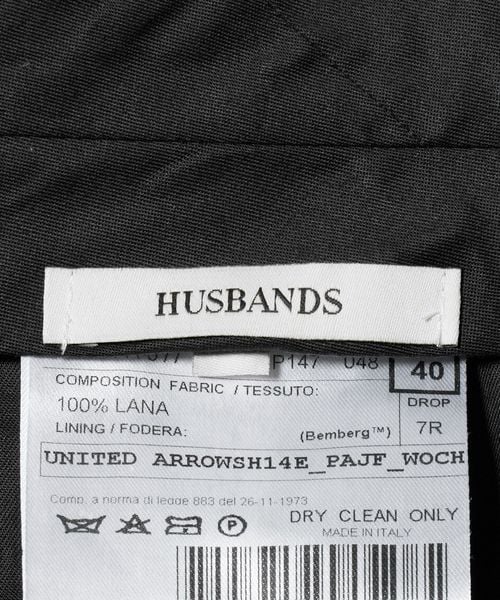 HUSBANDS
P147 048
40
COMPOSITION FABRIC / TESSUTO:
100% LANA
DROP
7R
LINING / FODERA:
(Bemberg™)
UNITED ARROWSH14E_PAJF_WOCH
Comp. a norma di legge 883 del 26-11-1973
P
DRY CLEAN ONLY
MADE IN ITALY